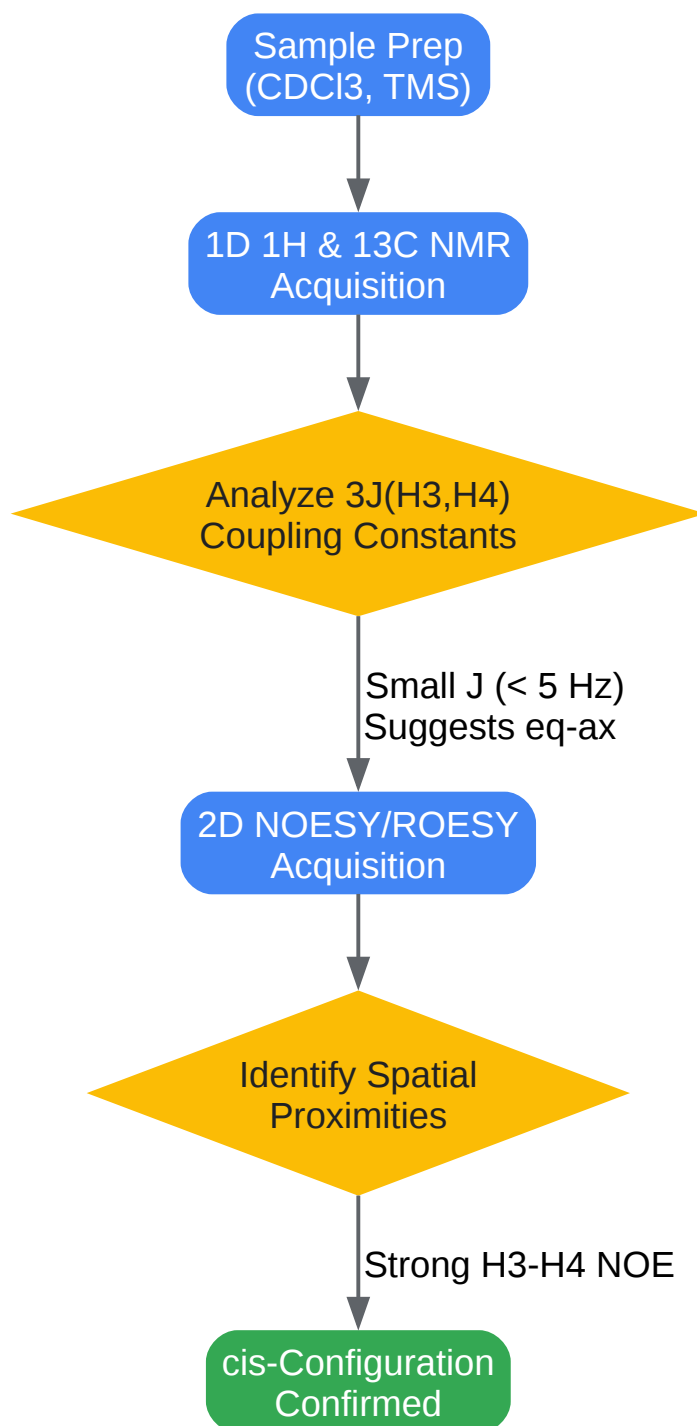 Sample Prep
(CDCl3, TMS)
1D 1H & 13C NMR
Acquisition
Analyze 3J(H3,H4)
Coupling Constants
Small J (< 5 Hz)
Suggests eq-ax
2D NOESY/ROESY
Acquisition
Identify Spatial
Proximities
Strong H3-H4 NOE
cis-Configuration
Confirmed